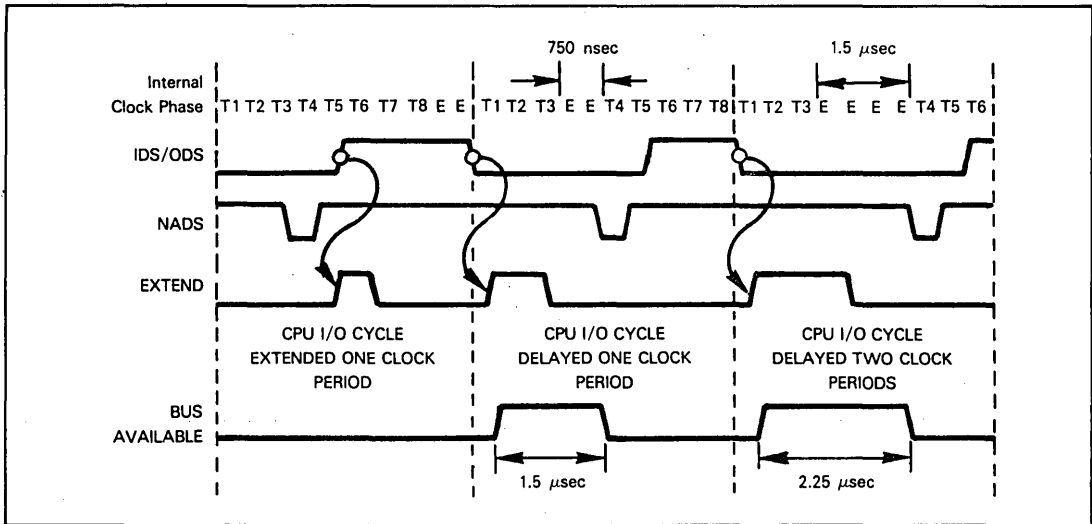 750 nsec
1.5 μsec
Internal
Clock Phase T1 T2 T3 T4 T5 T6 T7 T8 E E T1 T2 T3 E E T4 T5 T6 T7 T8 T1 T2 T3 E E E E T4 T5 T6
IDS/ODS
NADS
EXTEND
CPU I/O CYCLE
EXTENDED ONE CLOCK
PERIOD
CPU I/O CYCLE
DELAYED ONE CLOCK
PERIOD
CPU I/O CYCLE
DELAYED TWO CLOCK
PERIODS
BUS
AVAILABLE
1.5 μsec
2.25 μsec